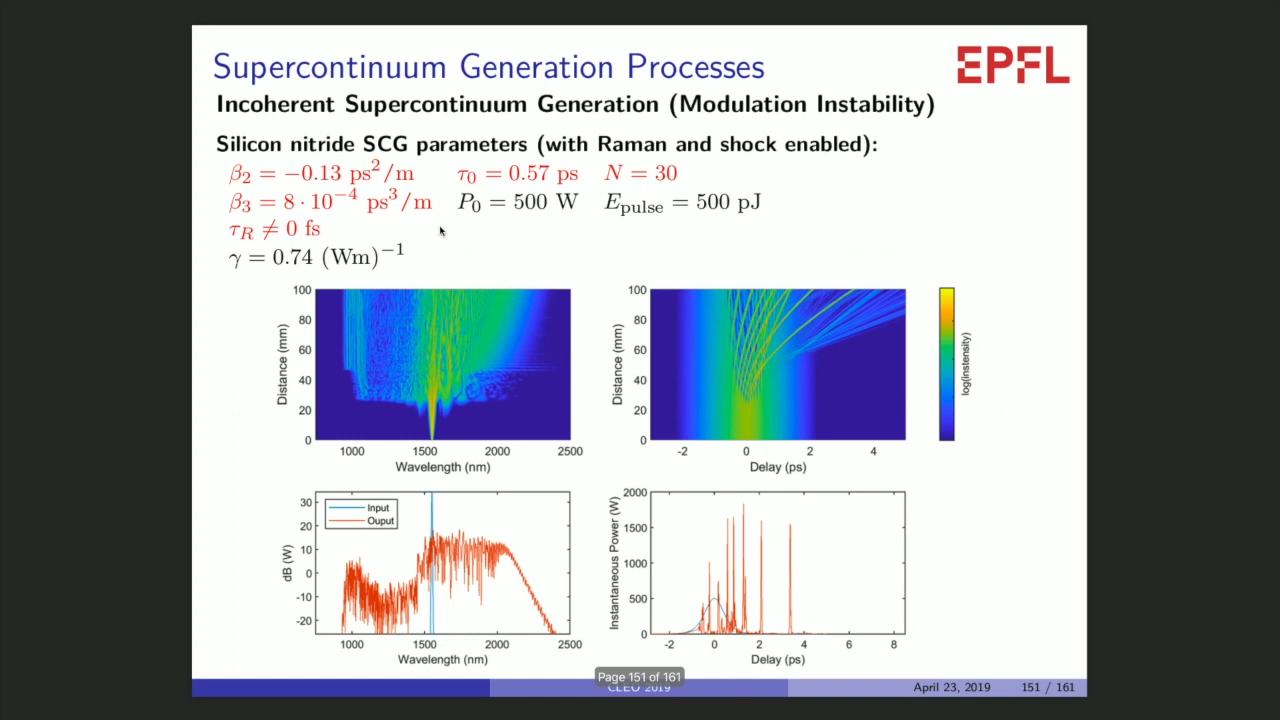 Supercontinuum Generation Processes
EPFL
Incoherent Supercontinuum Generation (Modulation Instability)
Silicon nitride SCG parameters (with Raman and shock enabled):
β₂ = −0.13 ps²/m τ₀ = 0.57 ps N = 30
β₃ = 8 · 10⁻⁴ ps³/m P₀ = 500 W E_pulse = 500 pJ
τ_R ≠ 0 fs
γ = 0.74 (Wm)⁻¹
Distance (mm)
100
80
60
40
20
0
1000 1500 2000 2500
Wavelength (nm)
Distance (mm)
100
80
60
40
20
0
-2 0 2 4
Delay (ps)
log(instensity)
dB (W)
30
20
10
0
-10
-20
Input
Ouput
1000 1500 2000 2500
Wavelength (nm)
Instantaneous Power (W)
2000
1500
1000
500
0
-2 0 2 4 6 8
Delay (ps)
Page 151 of 161
CLEO 2019
April 23, 2019 151 / 161